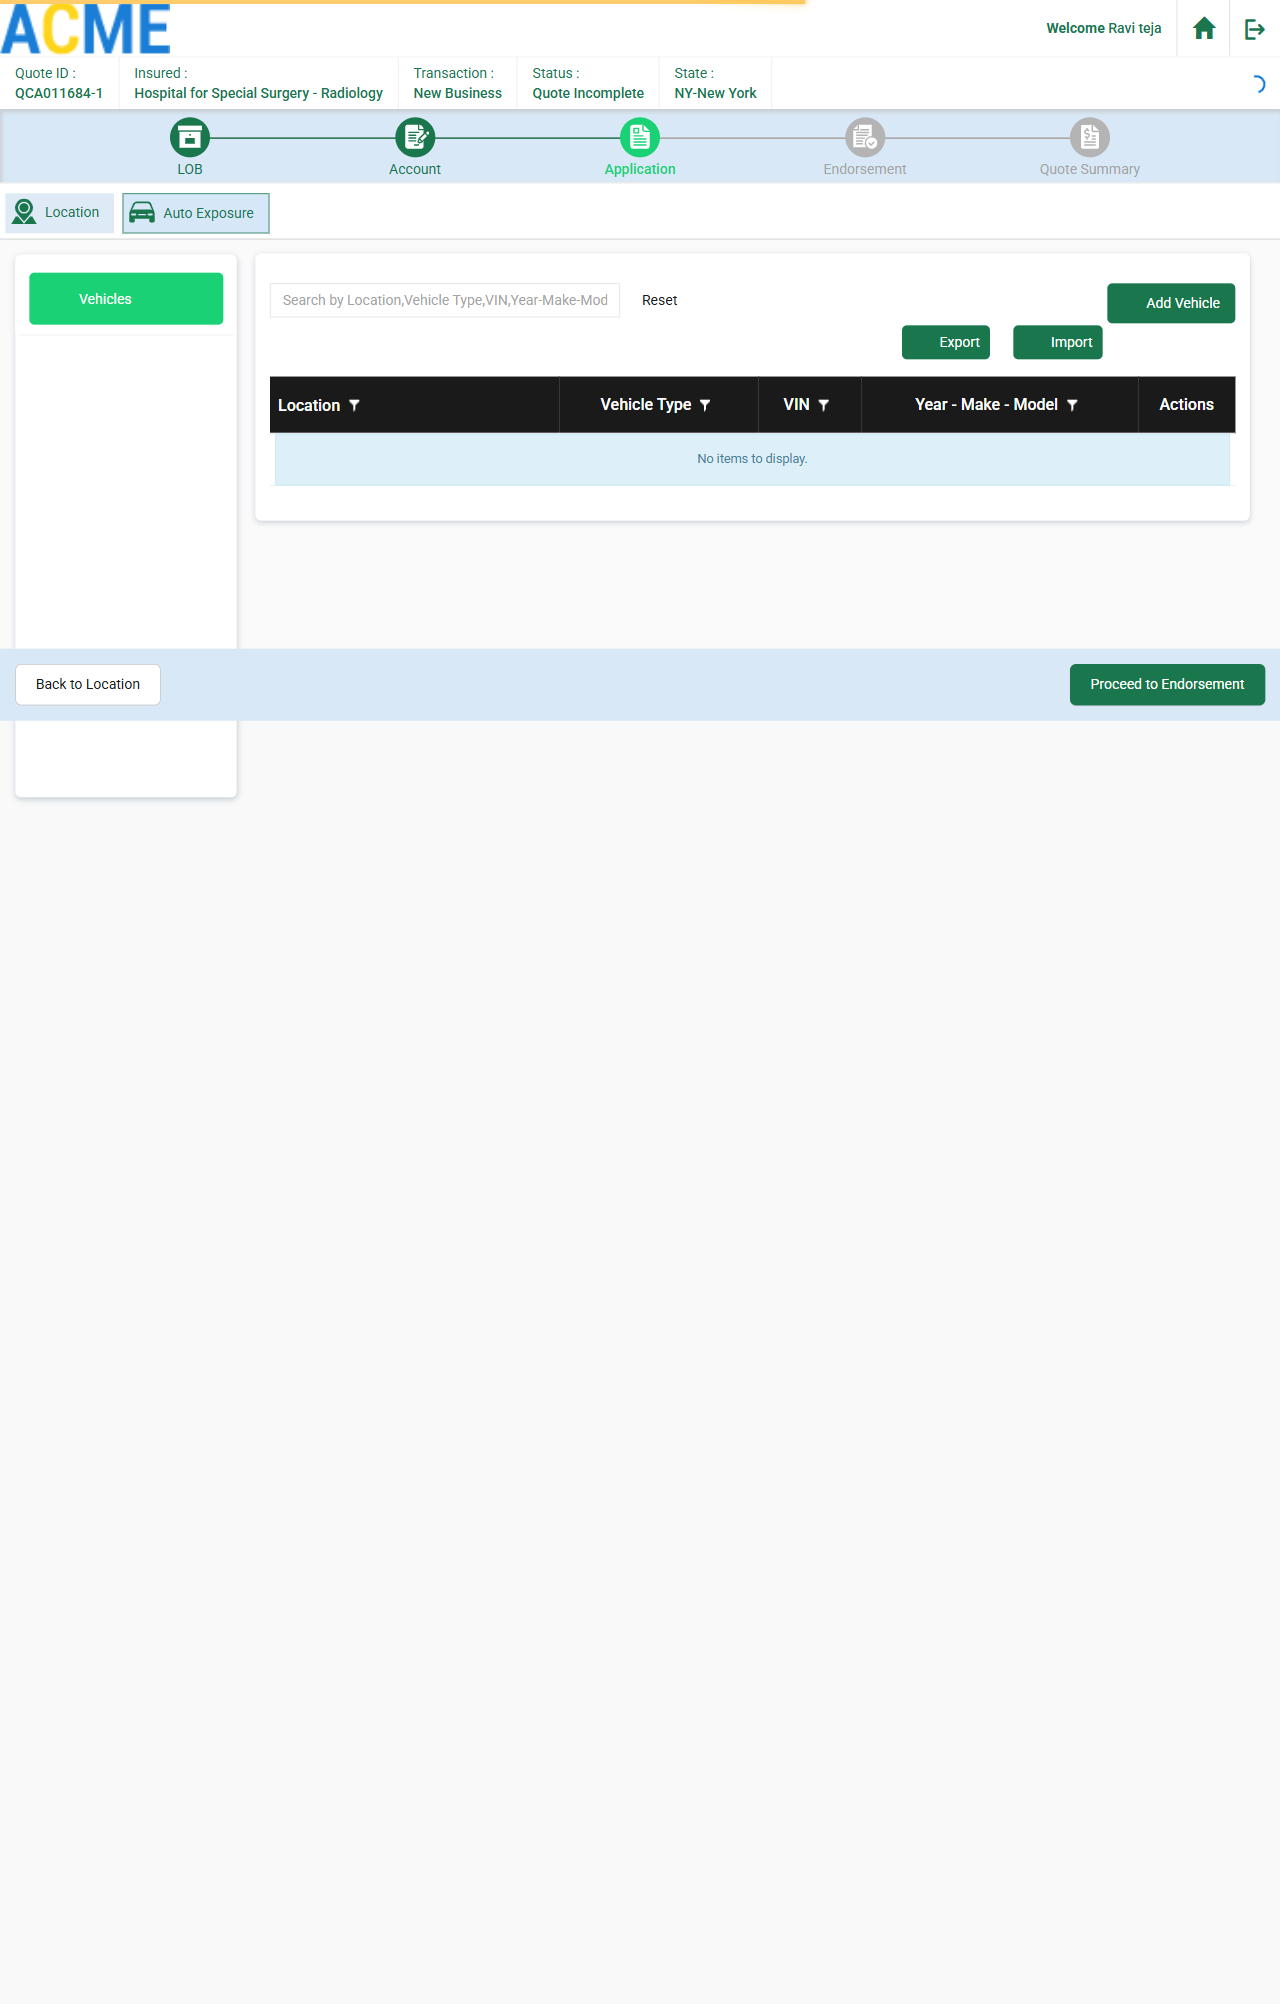 ACME
Welcome Ravi teja
Quote ID :
QCA011684-1
Insured :
Hospital for Special Surgery - Radiology
Transaction :
New Business
Status :
Quote Incomplete
State :
NY-New York
LOB
Account
Application
Endorsement
Quote Summary
Location
Auto Exposure
Vehicles
Search by Location,Vehicle Type,VIN,Year-Make-Mod
Reset
Add Vehicle
Export
Import
Location
Vehicle Type
VIN
Year - Make - Model
Actions
No items to display.
Back to Location
Proceed to Endorsement